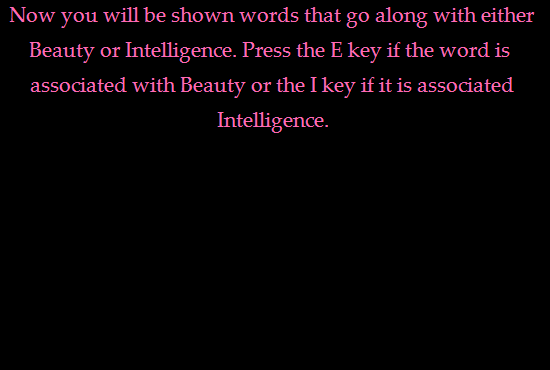 Now you will be shown words that go along with either
Beauty or Intelligence. Press the E key if the word is
associated with Beauty or the I key if it is associated
Intelligence.